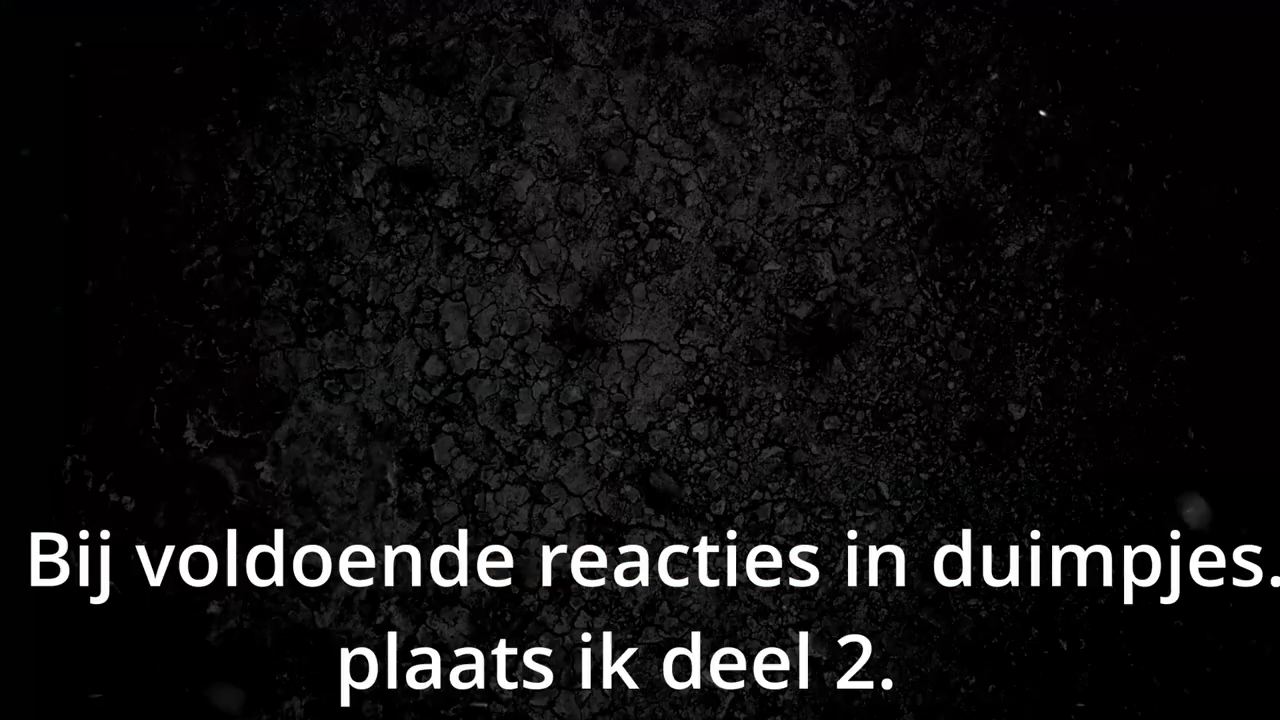 Bij voldoende reacties in duimpjes.
plaats ik deel 2.